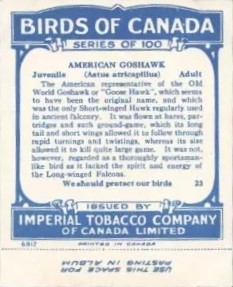 BIRDS OF CANADA
SERIES OF 100
AMERICAN GOSHAWK
Juvenile (Astus atricapillus) Adult
The American representative of the Old
World Goshawk or "Goose Hawk", which seems
to have been the original name, and which
was the only Short-winged Hawk regularly used
in ancient falconry. It was flown at hares, par-
tridges and such ground-game, which its long
tail and short wings allowed it to follow through
rapid turnings and twistings, whereas its size
allowed it to kill quite large game. It was not,
however, regarded as a thoroughly sportsman-
like bird as it lacked the spirit and energy of
the Long-winged Falcons.
We should protect our birds 23
ISSUED BY
IMPERIAL TOBACCO COMPANY
OF CANADA LIMITED
6917 PRINTED IN CANADA
USE THIS SPACE FOR
PASTING IN ALBUM